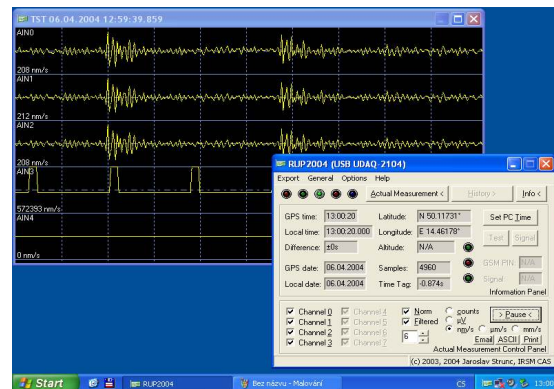 TST 06.04.2004 12:59:39.859
AIN0
208 nm/s
AIN1
212 nm/s
AIN2
208 nm/s
AIN3
572393 nm/s
AIN4
0 nm/s
RUP2004 (USB UDAQ-2104)
Export General Options Help
Actual Measurement < History > Info <
GPS time: 13:00:20 Latitude: N 50.11731° Set PC Time
Local time: 13:00:20.000 Longitude: E 14.46178° Test Signal
Difference: ±0s Altitude: N/A
GSM PIN N/A
GPS date: 06.04.2004 Samples: 4960 Signal N/A
Local date: 06.04.2004 Time Tag: -0.874s Information Panel
Channel 0 Channel 4 Norm counts > Pause <
Channel 1 Channel 5 Filtered µV
Channel 2 Channel 6 6 nm/s µm/s mm/s
Channel 3 Channel 7 Email ASCII Print
Actual Measurement Control Panel
(c) 2003, 2004 Jaroslav Strunc, IRSM CAS
Start RUP2004 Bez názvu - Malování CS 13:00